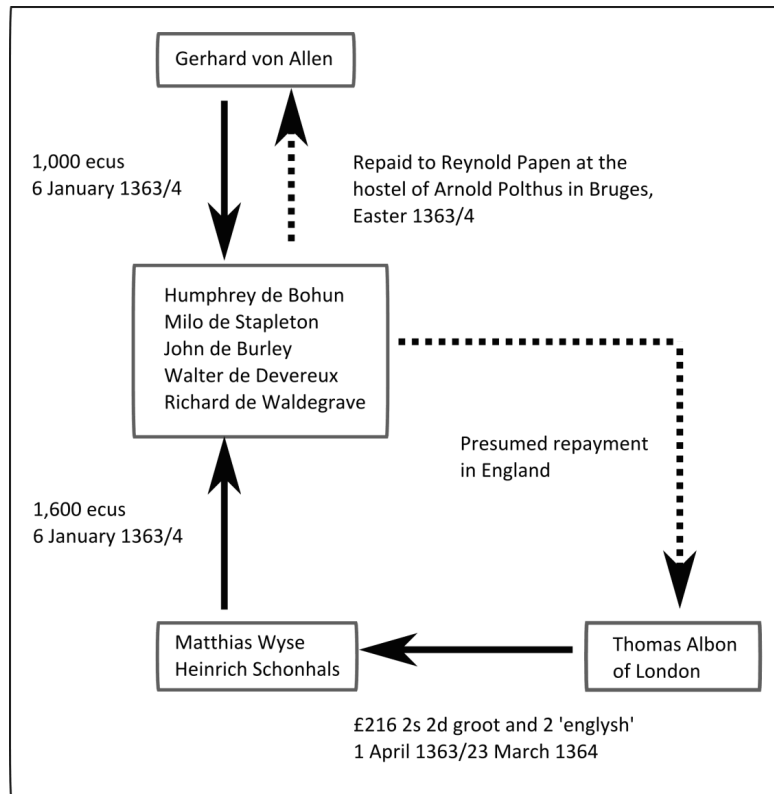 Gerhard von Allen
1,000 ecus
6 January 1363/4
Repaid to Reynold Papen at the
hostel of Arnold Polthus in Bruges,
Easter 1363/4
Humphrey de Bohun
Milo de Stapleton
John de Burley
Walter de Devereux
Richard de Waldegrave
Presumed repayment
in England
1,600 ecus
6 January 1363/4
Matthias Wyse
Heinrich Schonhals
Thomas Albon
of London
£216 2s 2d groot and 2 'englysh'
1 April 1363/23 March 1364